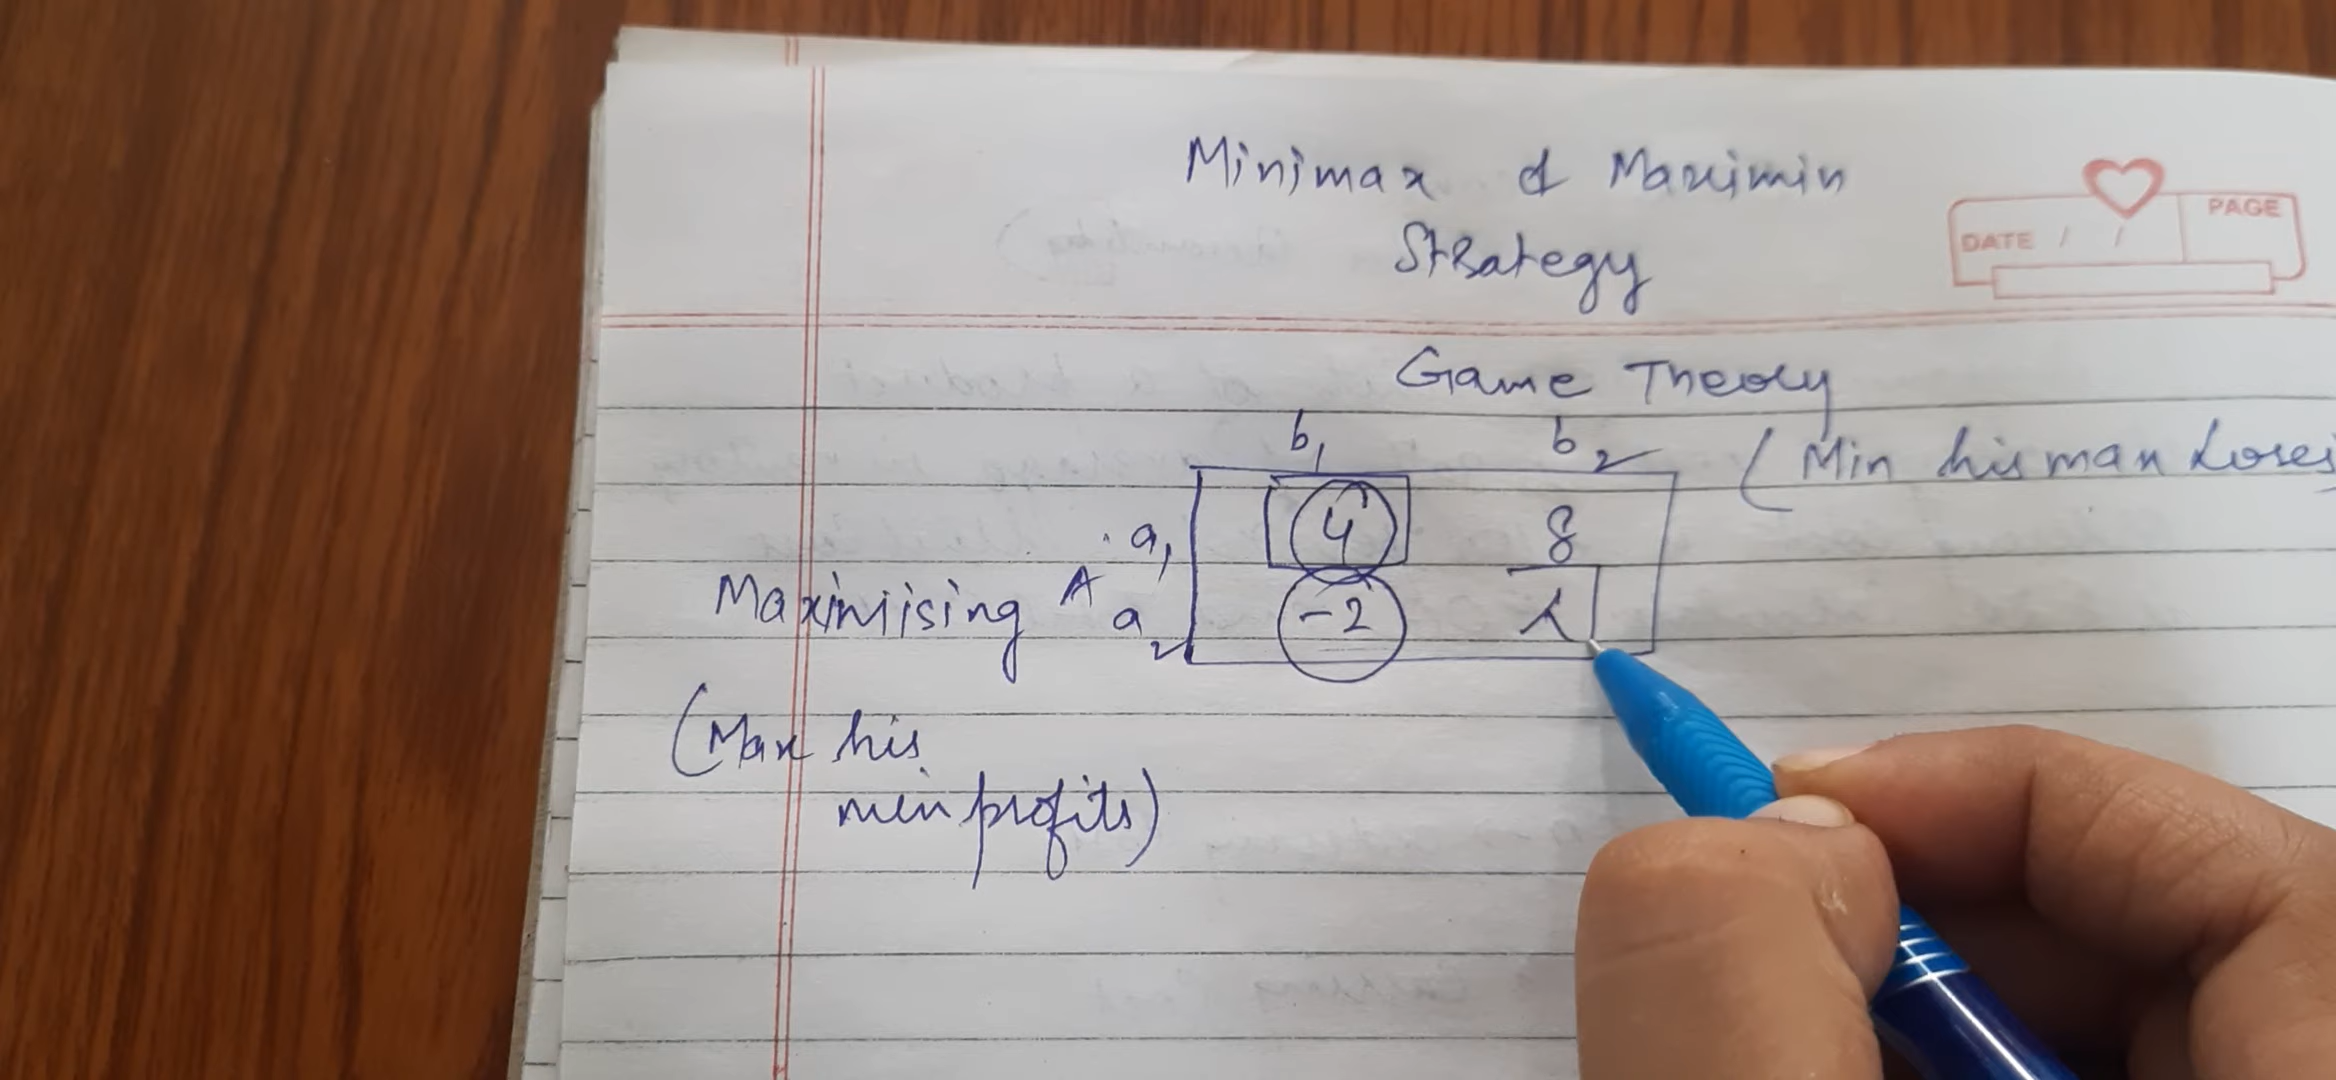 Minimax & Maximin
Strategy
DATE / / PAGE
Game Theory
b1 b2 (Min his max Loses
a1 4 8
Maximising A a2 -2 λ
(Max his
min profits)